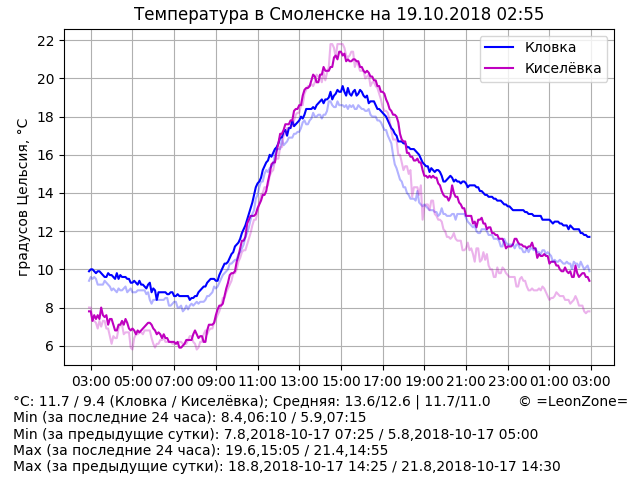 Температура в Смоленске на 19.10.2018 02:55
Кловка
Киселёвка
градусов Цельсия, °C
22
20
18
16
14
12
10
8
6
03:00 05:00 07:00 09:00 11:00 13:00 15:00 17:00 19:00 21:00 23:00 01:00 03:00
°C: 11.7 / 9.4 (Кловка / Киселёвка); Средняя: 13.6/12.6 | 11.7/11.0 © =LeonZone=
Min (за последние 24 часа): 8.4,06:10 / 5.9,07:15
Min (за предыдущие сутки): 7.8,2018-10-17 07:25 / 5.8,2018-10-17 05:00
Max (за последние 24 часа): 19.6,15:05 / 21.4,14:55
Max (за предыдущие сутки): 18.8,2018-10-17 14:25 / 21.8,2018-10-17 14:30